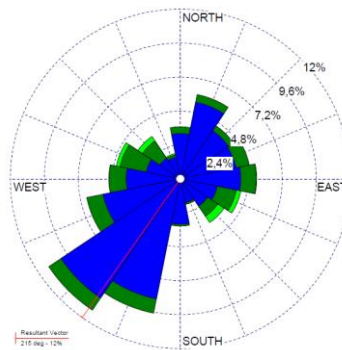 NORTH
12%
9,6%
7,2%
4,8%
2,4%
WEST
EAST
SOUTH
Resultant Vector
215 deg - 12%